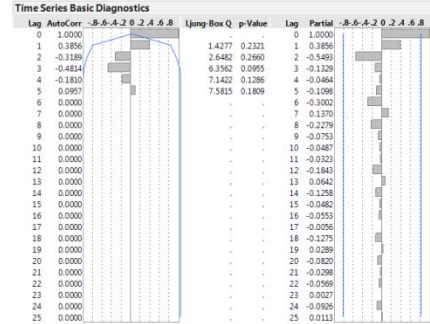 Time Series Basic Diagnostics
Lag AutoCorr -.8-.6-.4-.2 0 .2 .4 .6 .8 Ljung-Box Q p-Value Lag Partial -.8-.6-.4-.2 0 .2 .4 .6 .8
0 1.0000 . . 0 1.0000
1 0.3856 1.4277 0.2321 1 0.3856
2 -0.3189 2.6482 0.2660 2 -0.5493
3 -0.4814 6.3562 0.0955 3 -0.1329
4 -0.1810 7.1422 0.1286 4 -0.0464
5 0.0957 7.5815 0.1809 5 -0.1098
6 0.0000 . . 6 -0.3002
7 0.0000 . . 7 0.1370
8 0.0000 . . 8 -0.2279
9 0.0000 . . 9 -0.0753
10 0.0000 . . 10 -0.0487
11 0.0000 . . 11 -0.0323
12 0.0000 . . 12 -0.1843
13 0.0000 . . 13 0.0642
14 0.0000 . . 14 -0.1258
15 0.0000 . . 15 -0.0482
16 0.0000 . . 16 -0.0553
17 0.0000 . . 17 -0.0056
18 0.0000 . . 18 -0.1275
19 0.0000 . . 19 0.0289
20 0.0000 . . 20 -0.0820
21 0.0000 . . 21 -0.0298
22 0.0000 . . 22 -0.0569
23 0.0000 . . 23 0.0027
24 0.0000 . . 24 -0.0926
25 0.0000 . . 25 0.0113